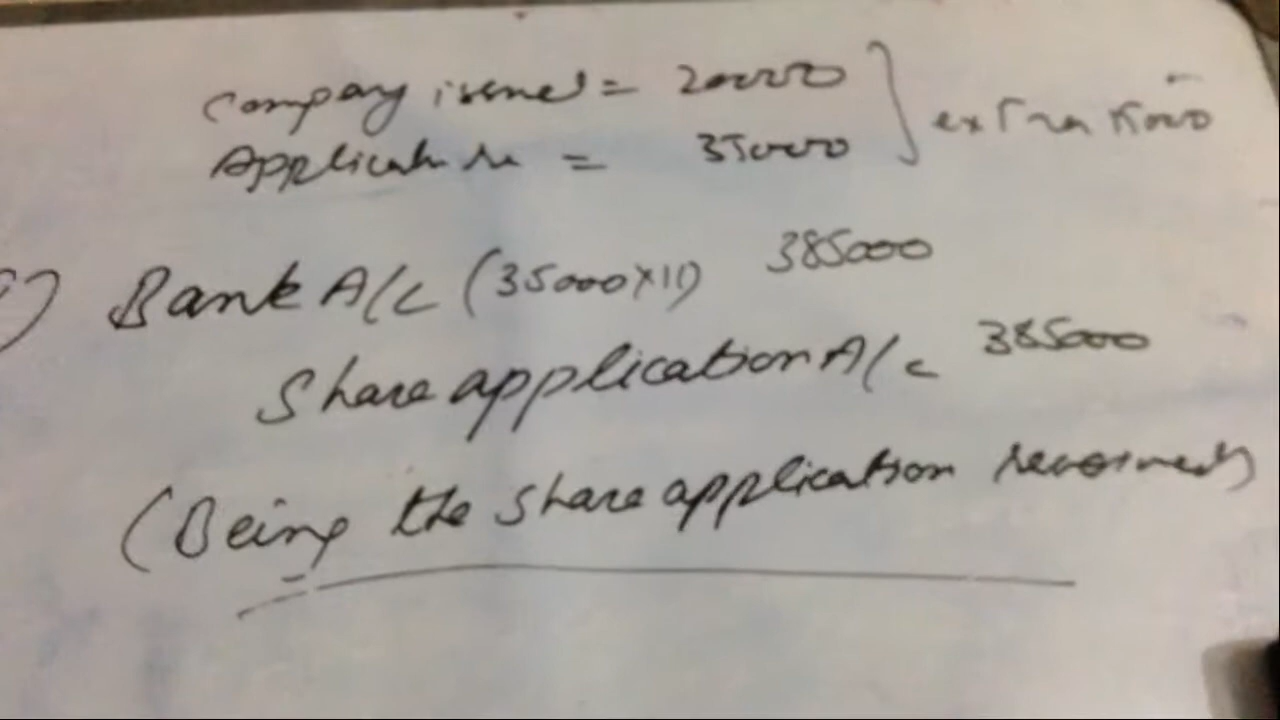 Company issued = 20000
Application = 35000 } extra 15000
) Bank A/c (35000×11) 385000
Share application A/c 385000
(Being the share application received)